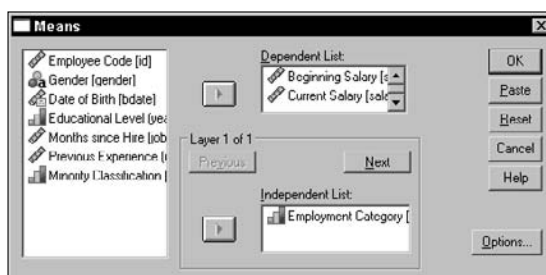 Means
Employee Code [id]
Gender [gender]
Date of Birth [bdate]
Educational Level (yea
Months since Hire [job
Previous Experience [
Minority Classification [
Dependent List:
Beginning Salary [s
Current Salary [sale
Layer 1 of 1
Previous
Next
Independent List:
Employment Category [
OK
Paste
Reset
Cancel
Help
Options...